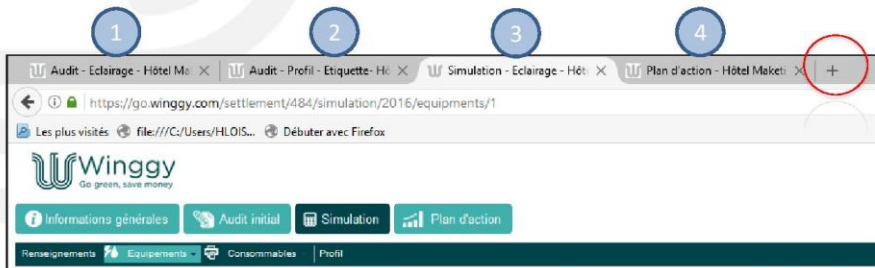 1 2 3 4
Audit - Eclairage - Hôtel Ma Audit - Profil - Etiquette- Hô Simulation - Eclairage - Hôt Plan d'action - Hôtel Maketi +
https://go.winggy.com/settlement/484/simulation/2016/equipments/1
Les plus visités file:///C:/Users/HLOIS... Débuter avec Firefox
Winggy
Go green, save money
Informations générales Audit initial Simulation Plan d'action
Renseignements Equipements Consommables Profil